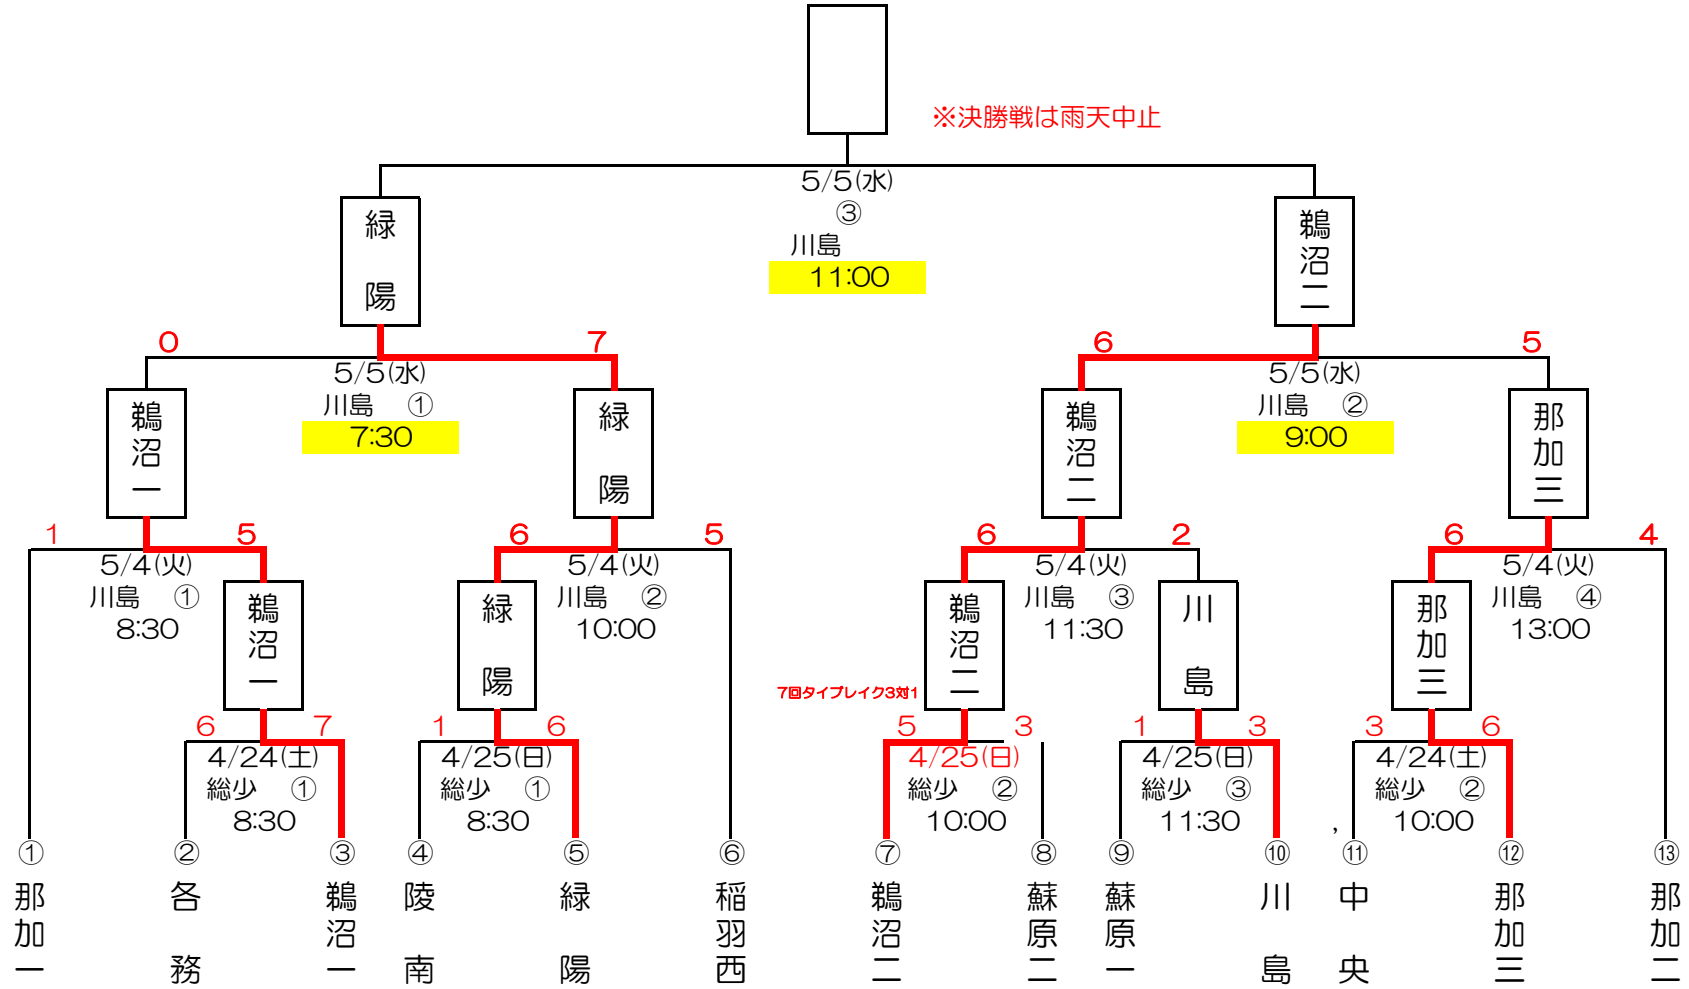 ※決勝戦は雨天中止
5/5(水)
③
川島
11:00
緑陽
鵜沼二
0 7
5/5(水)
川島 ①
7:30
6 5
5/5(水)
川島 ②
9:00
鵜沼一
緑陽
鵜沼二
那加三
1 5
5/4(火)
川島 ①
8:30
6 5
5/4(火)
川島 ②
10:00
6 2
5/4(火)
川島 ③
11:30
6 4
5/4(火)
川島 ④
13:00
鵜沼一
緑陽
鵜沼二
川島
那加三
7回タイプレイク3対1
6 7
4/24(土)
総少 ①
8:30
1 6
4/25(日)
総少 ①
8:30
5 3
4/25(日)
総少 ②
10:00
1 3
4/25(日)
総少 ③
11:30
3 6
4/24(土)
総少 ②
10:00
,
① 那加一
② 各務
③ 鵜沼一
④ 陵南
⑤ 緑陽
⑥ 稲羽西
⑦ 鵜沼二
⑧ 蘇原二
⑨ 蘇原一
⑩ 川島
⑪ 中央
⑫ 那加三
⑬ 那加二